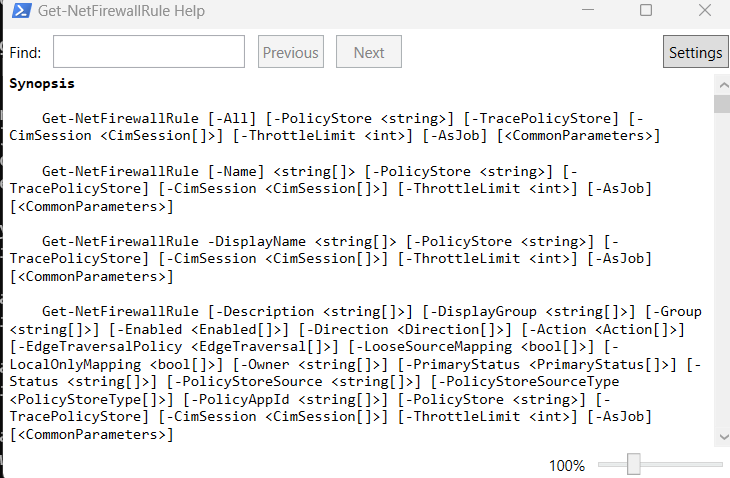 Get-NetFirewallRule Help
Find:
Previous
Next
Settings
Synopsis
Get-NetFirewallRule [-All] [-PolicyStore <string>] [-TracePolicyStore] [-
CimSession <CimSession[]>] [-ThrottleLimit <int>] [-AsJob] [<CommonParameters>]
Get-NetFirewallRule [-Name] <string[]> [-PolicyStore <string>] [-
TracePolicyStore] [-CimSession <CimSession[]>] [-ThrottleLimit <int>] [-AsJob]
[<CommonParameters>]
Get-NetFirewallRule -DisplayName <string[]> [-PolicyStore <string>] [-
TracePolicyStore] [-CimSession <CimSession[]>] [-ThrottleLimit <int>] [-AsJob]
[<CommonParameters>]
Get-NetFirewallRule [-Description <string[]>] [-DisplayGroup <string[]>] [-Group
<string[]>] [-Enabled <Enabled[]>] [-Direction <Direction[]>] [-Action <Action[]>]
[-EdgeTraversalPolicy <EdgeTraversal[]>] [-LooseSourceMapping <bool[]>] [-
LocalOnlyMapping <bool[]>] [-Owner <string[]>] [-PrimaryStatus <PrimaryStatus[]>] [-
Status <string[]>] [-PolicyStoreSource <string[]>] [-PolicyStoreSourceType
<PolicyStoreType[]>] [-PolicyAppId <string[]>] [-PolicyStore <string>] [-
TracePolicyStore] [-CimSession <CimSession[]>] [-ThrottleLimit <int>] [-AsJob]
[<CommonParameters>]
100%